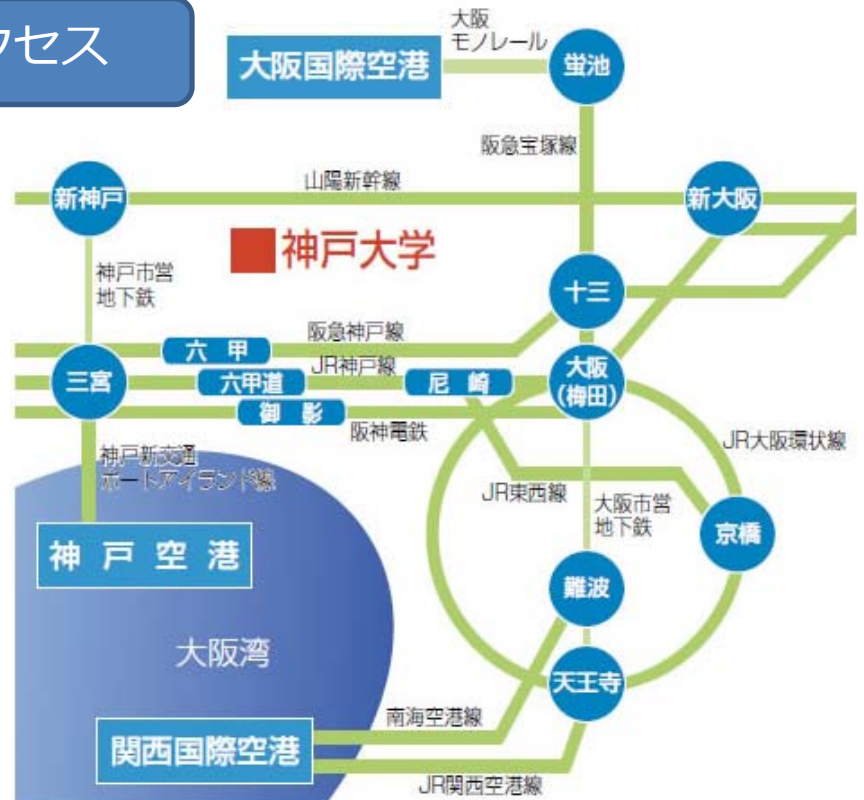 クセス
大阪
モノレール
大阪国際空港
蛍池
阪急宝塚線
新神戸
山陽新幹線
新大阪
神戸大学
神戸市営
地下鉄
十三
阪急神戸線
六甲
JR神戸線
大阪
(梅田)
三宮
六甲道
尼崎
御影
阪神電鉄
JR大阪環状線
神戸新交通
ポートアイランド線
JR東西線
大阪市営
地下鉄
京橋
神戸空港
難波
大阪湾
天王寺
南海空港線
関西国際空港
JR関西空港線